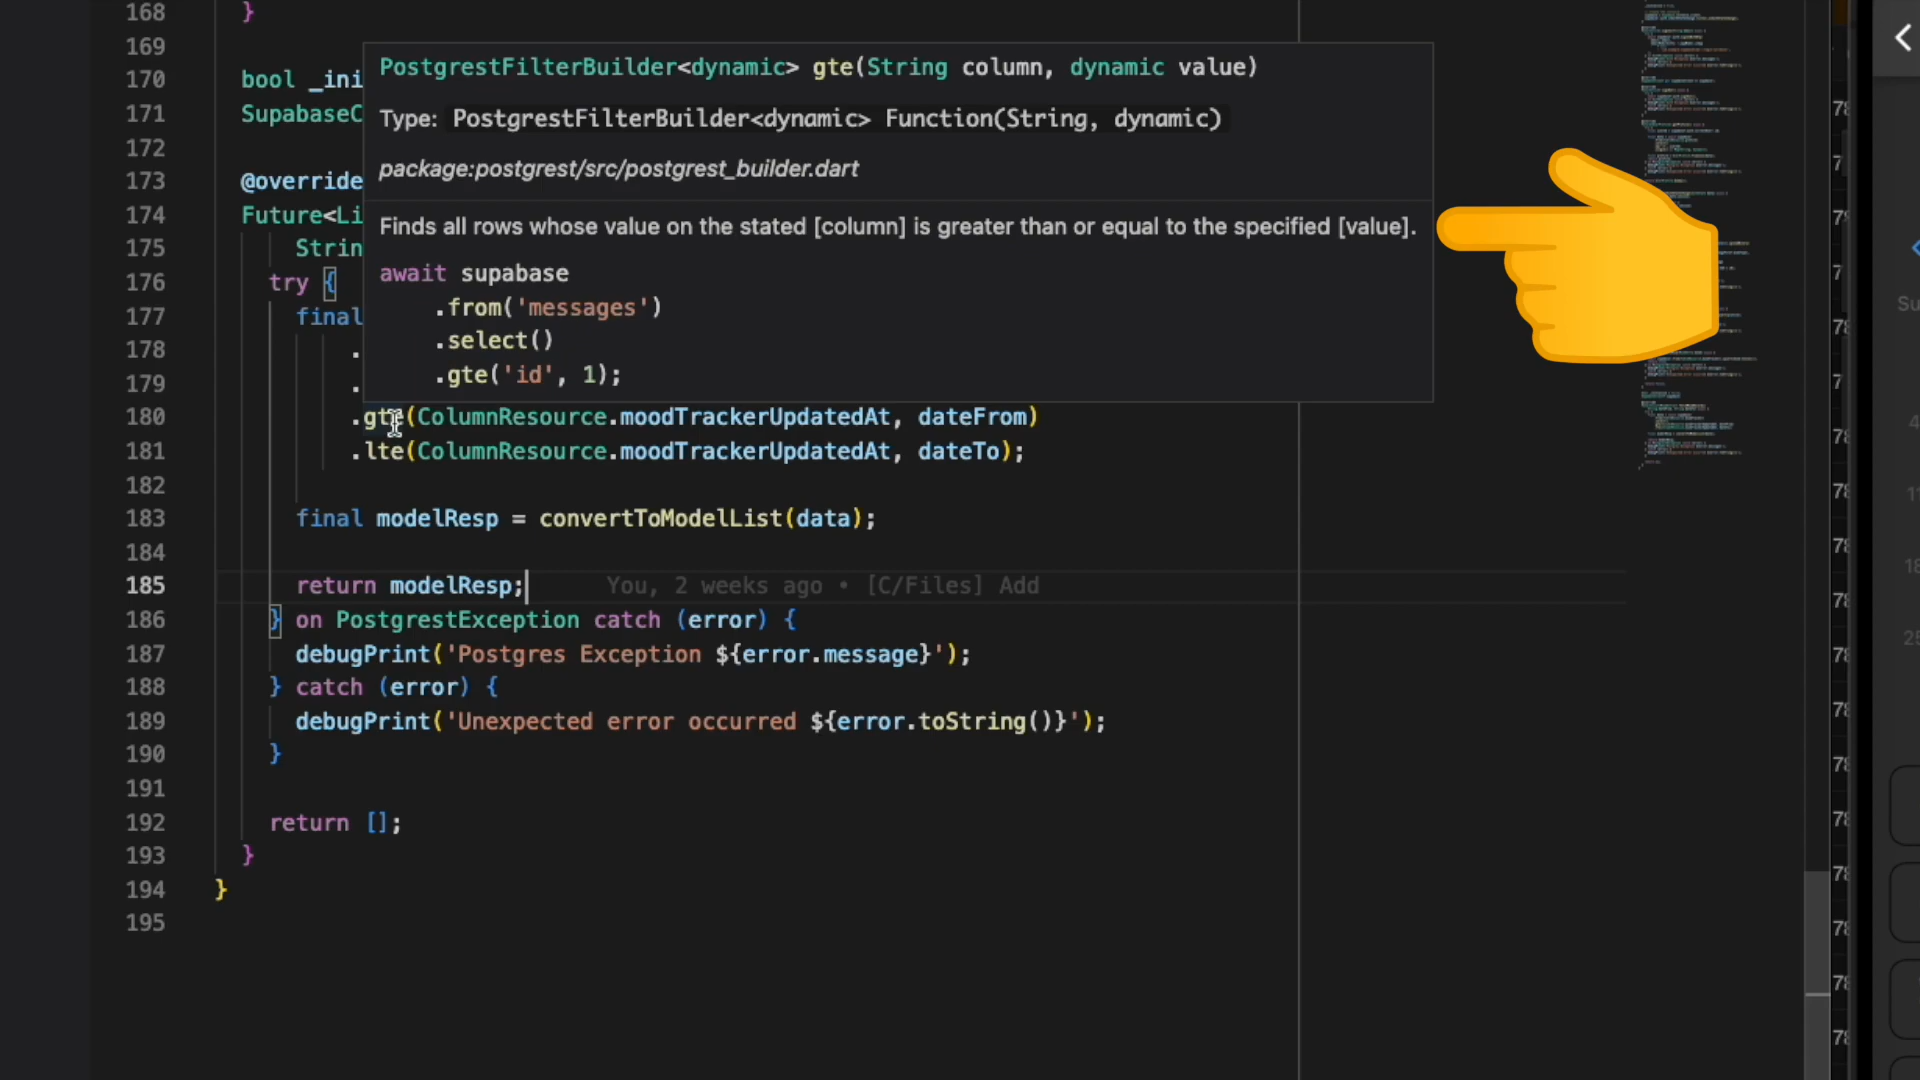 168 }
169
PostgrestFilterBuilder<dynamic> gte(String column, dynamic value)
170 bool _ini
171 SupabaseC
Type: PostgrestFilterBuilder<dynamic> Function(String, dynamic)
172
package:postgrest/src/postgrest_builder.dart
173 @override
174 Future<Li
Finds all rows whose value on the stated [column] is greater than or equal to the specified [value].
175 Strin
await supabase
176 try {
.from('messages')
177 final
.select()
178 .
.gte('id', 1);
179 .
180 .gte(ColumnResource.moodTrackerUpdatedAt, dateFrom)
181 .lte(ColumnResource.moodTrackerUpdatedAt, dateTo);
182
183 final modelResp = convertToModelList(data);
184
185 return modelResp; You, 2 weeks ago • [C/Files] Add
186 } on PostgrestException catch (error) {
187 debugPrint('Postgres Exception ${error.message}');
188 } catch (error) {
189 debugPrint('Unexpected error occurred ${error.toString()}');
190 }
191
192 return [];
193 }
194 }
195